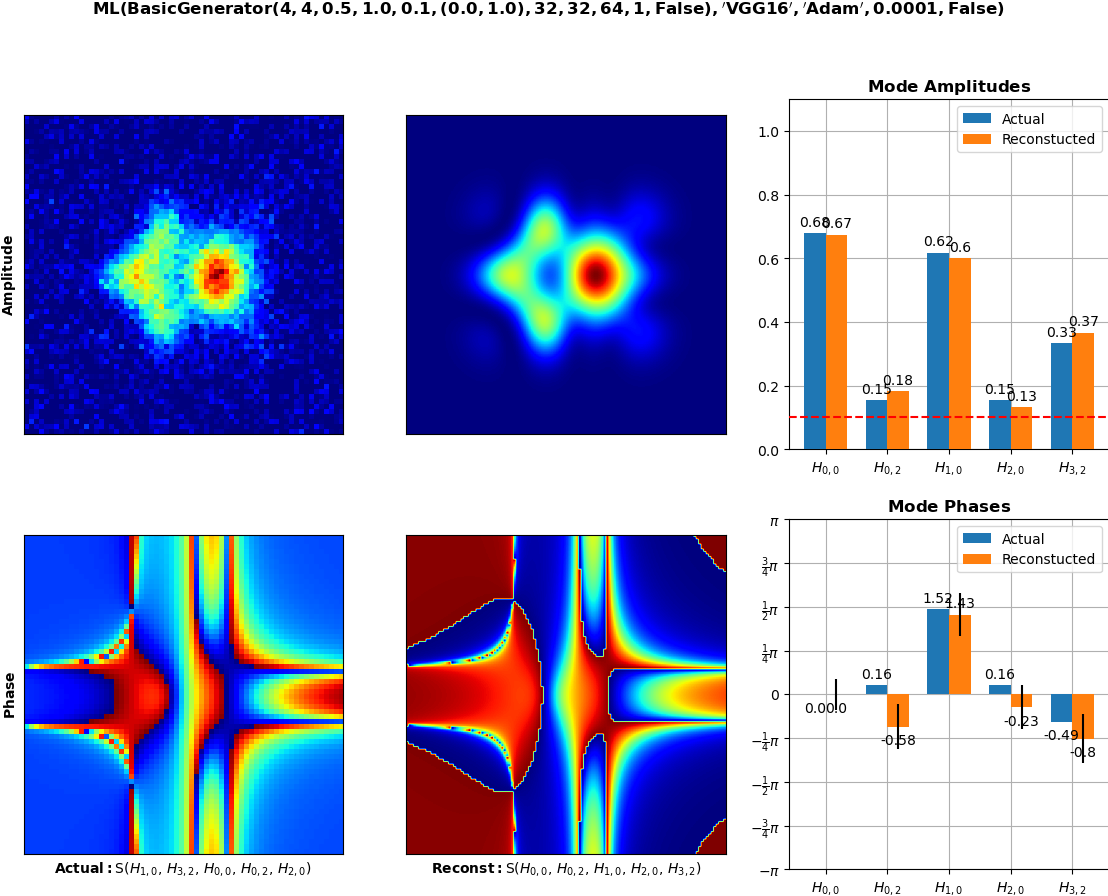 ML(BasicGenerator(4, 4, 0.5, 1.0, 0.1, (0.0, 1.0), 32, 32, 64, 1, False), ′VGG16′, ′Adam′, 0.0001, False)
Amplitude
Mode Amplitudes
Actual
Reconstucted
1.0
0.8
0.6
0.4
0.2
0.0
0.68 0.67
0.15 0.18
0.62 0.6
0.15 0.13
0.33 0.37
H0,0 H0,2 H1,0 H2,0 H3,2
Phase
Mode Phases
Actual
Reconstucted
π
3/4π
1/2π
1/4π
0
−1/4π
−1/2π
−3/4π
−π
0.0 0.0
0.16 -0.58
1.52 1.43
0.16 -0.23
-0.49 -0.8
H0,0 H0,2 H1,0 H2,0 H3,2
Actual: S(H1,0, H3,2, H0,0, H0,2, H2,0)
Reconst: S(H0,0, H0,2, H1,0, H2,0, H3,2)